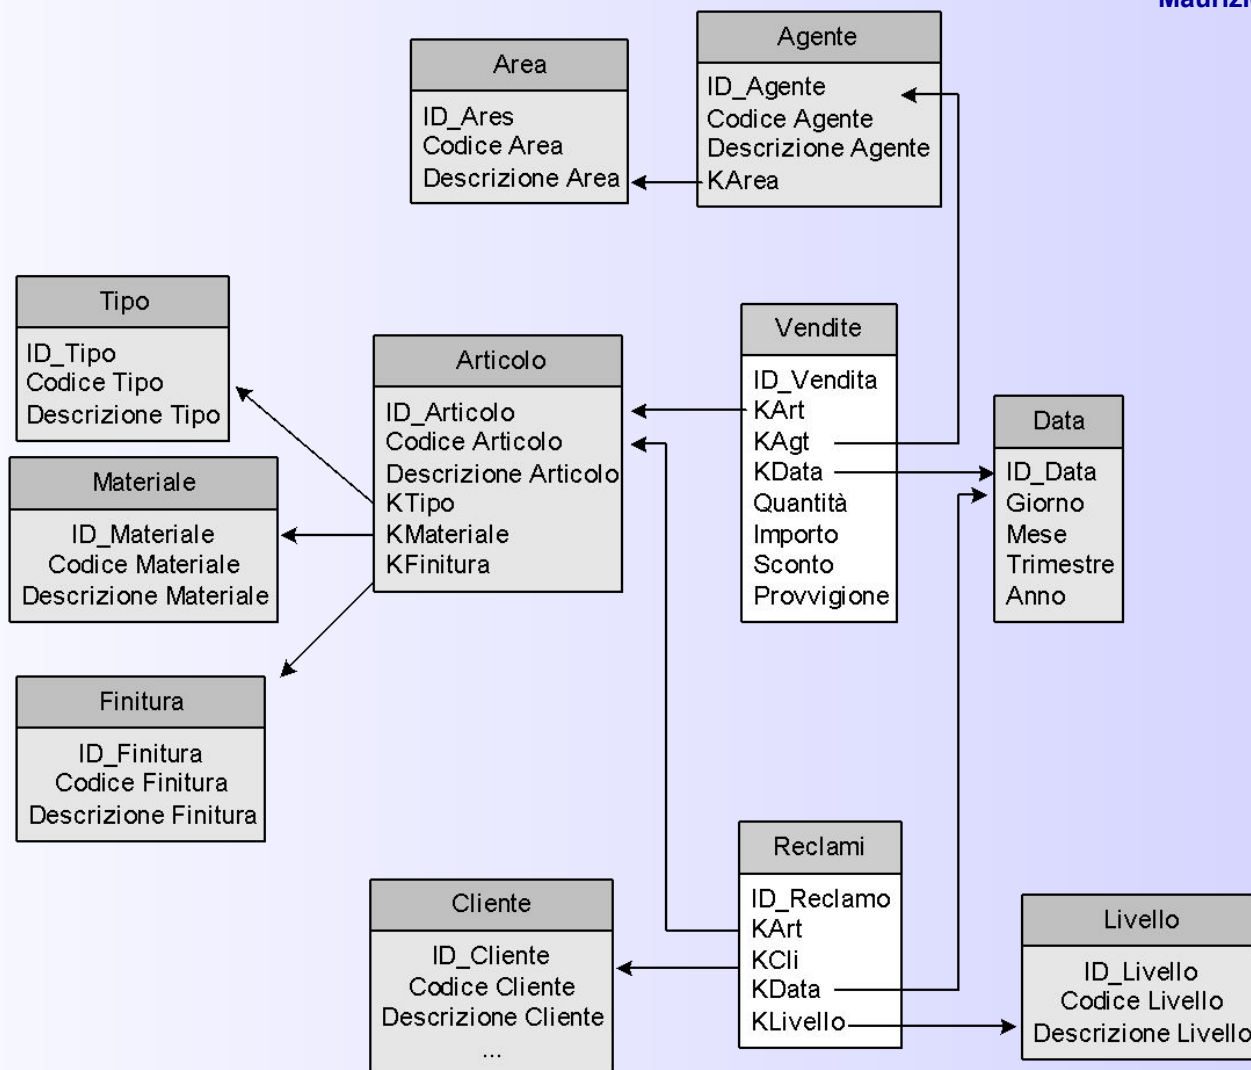 Area
ID_Ares
Codice Area
Descrizione Area
Agente
ID_Agente
Codice Agente
Descrizione Agente
KArea
Tipo
ID_Tipo
Codice Tipo
Descrizione Tipo
Materiale
ID_Materiale
Codice Materiale
Descrizione Materiale
Finitura
ID_Finitura
Codice Finitura
Descrizione Finitura
Articolo
ID_Articolo
Codice Articolo
Descrizione Articolo
KTipo
KMateriale
KFinitura
Vendite
ID_Vendita
KArt
KAgt
KData
Quantità
Importo
Sconto
Provvigione
Data
ID_Data
Giorno
Mese
Trimestre
Anno
Cliente
ID_Cliente
Codice Cliente
Descrizione Cliente
...
Reclami
ID_Reclamo
KArt
KCli
KData
KLivello
Livello
ID_Livello
Codice Livello
Descrizione Livello